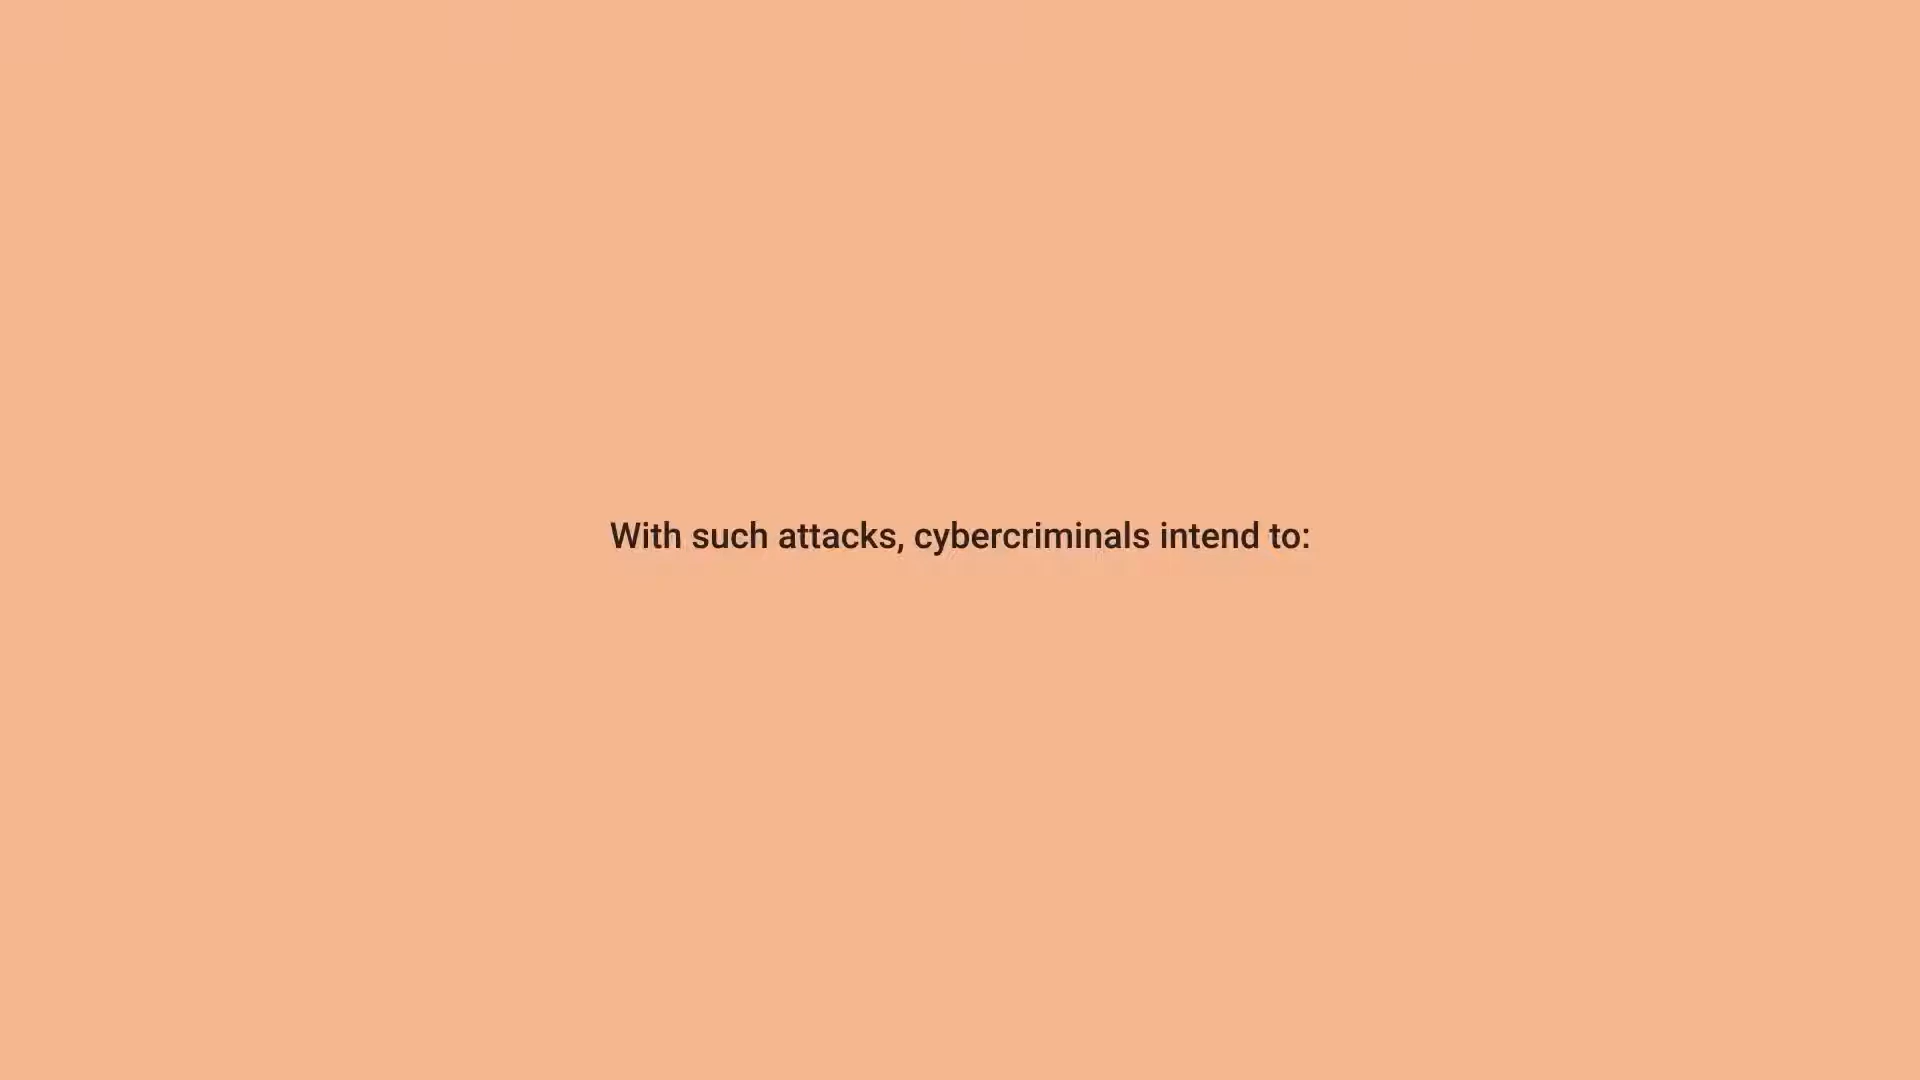 With such attacks, cybercriminals intend to: